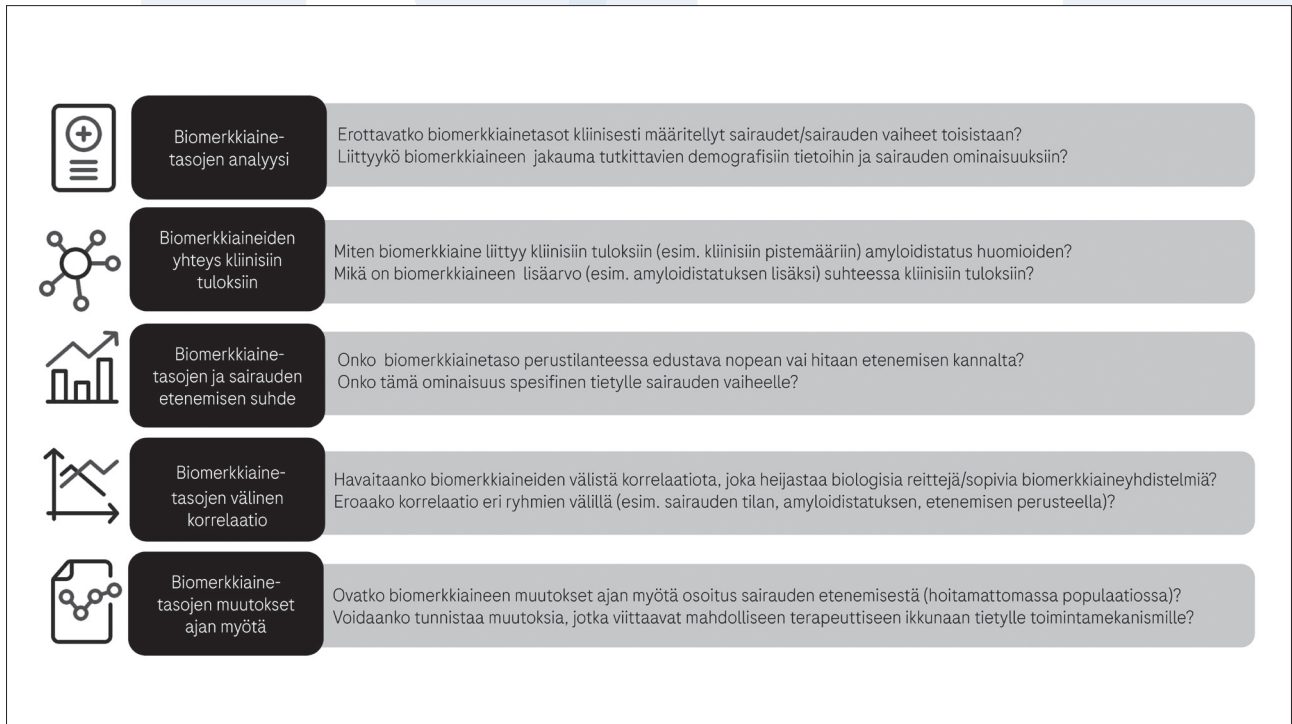 Biomerkkiaine-
tasojen analyysi
Erottavatko biomerkkiainetasot kliinisesti määritellyt sairaudet/sairauden vaiheet toisistaan?
Liittyykö biomerkkiaineen jakauma tutkittavien demografisiin tietoihin ja sairauden ominaisuuksiin?
Biomerkkiaineiden
yhteys kliinisiin
tuloksiin
Miten biomerkkiaine liittyy kliinisiin tuloksiin (esim. kliinisiin pistemääriin) amyloidistatus huomioiden?
Mikä on biomerkkiaineen lisäarvo (esim. amyloidistatuksen lisäksi) suhteessa kliinisiin tuloksiin?
Biomerkkiaine-
tasojen ja sairauden
etenemisen suhde
Onko biomerkkiainetaso perustilanteessa edustava nopean vai hitaan etenemisen kannalta?
Onko tämä ominaisuus spesifinen tietylle sairauden vaiheelle?
Biomerkkiaine-
tasojen välinen
korrelaatio
Havaitaanko biomerkkiaineiden välistä korrelaatiota, joka heijastaa biologisia reittejä/sopivia biomerkkiaineyhdistelmiä?
Eroaako korrelaatio eri ryhmien välillä (esim. sairauden tilan, amyloidistatuksen, etenemisen perusteella)?
Biomerkkiaine-
tasojen muutokset
ajan myötä
Ovatko biomerkkiaineen muutokset ajan myötä osoitus sairauden etenemisestä (hoitamattomassa populaatiossa)?
Voidaanko tunnistaa muutoksia, jotka viittaavat mahdolliseen terapeuttiseen ikkunaan tietylle toimintamekanismille?